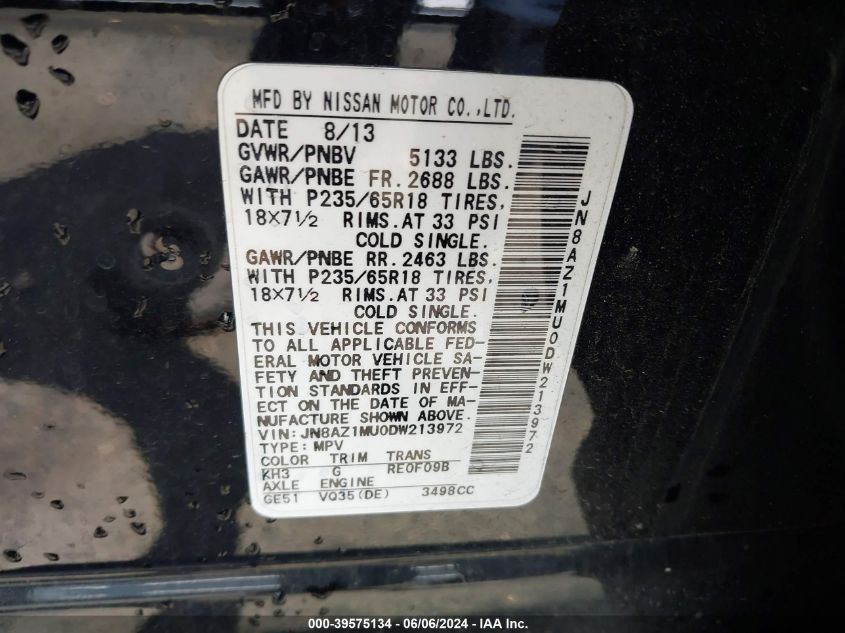 MFD BY NISSAN MOTOR CO.,LTD.
DATE 8/13
GVWR/PNBV 5133 LBS.
GAWR/PNBE FR. 2688 LBS.
WITH P235/65R18 TIRES,
18×7½ RIMS.AT 33 PSI
COLD SINGLE.
GAWR/PNBE RR. 2463 LBS.
WITH P235/65R18 TIRES,
18×7½ RIMS.AT 33 PSI
COLD SINGLE.
THIS VEHICLE CONFORMS
TO ALL APPLICABLE FED-
ERAL MOTOR VEHICLE SA-
FETY AND THEFT PREVEN-
TION STANDARDS IN EFF-
ECT ON THE DATE OF MA-
NUFACTURE SHOWN ABOVE.
VIN:JN8AZ1MU0DW213972
TYPE:MPV
COLOR TRIM TRANS
KH3 G RE0F09B
AXLE ENGINE
GE51 VQ35(DE) 3498CC
JN8AZ1MU0DW213972
000-39575134 - 06/06/2024 - IAA Inc.